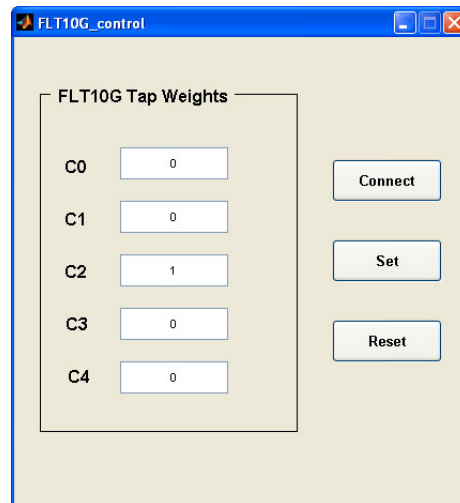 FLT10G_control
FLT10G Tap Weights
C0 0
C1 0
C2 1
C3 0
C4 0
Connect
Set
Reset